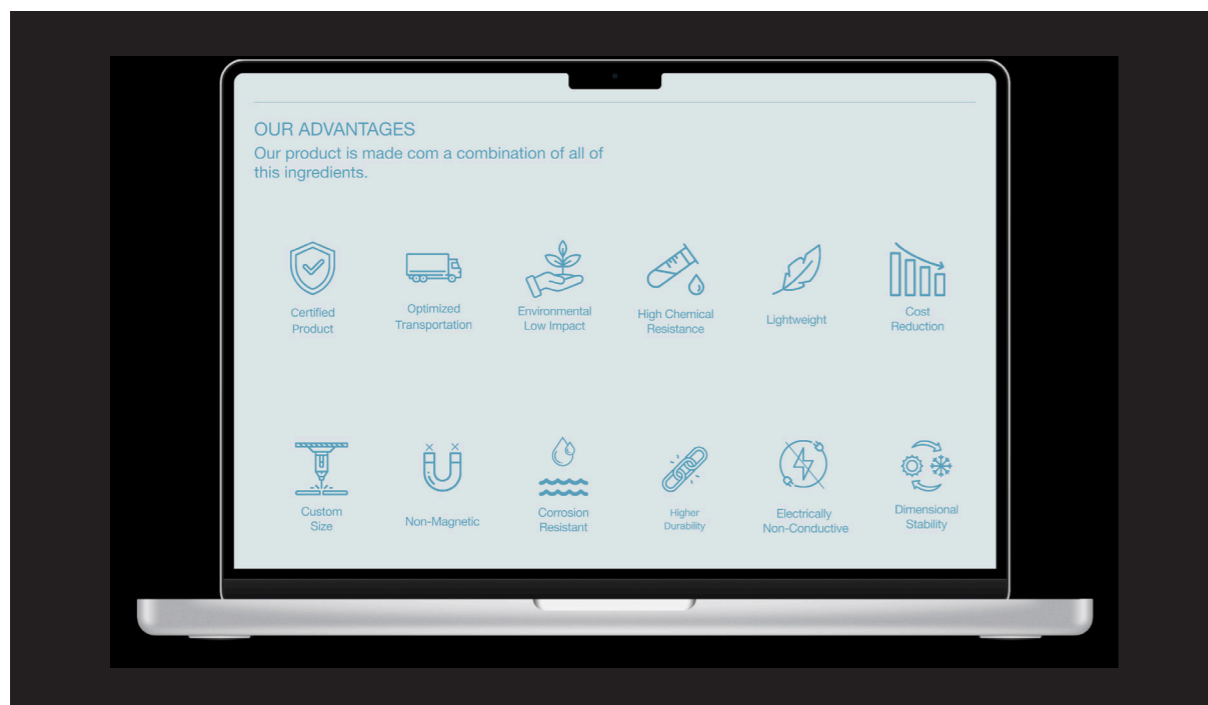 OUR ADVANTAGES
Our product is made com a combination of all of
this ingredients.
Certified
Product
Optimized
Transportation
Environmental
Low Impact
High Chemical
Resistance
Lightweight
Cost
Reduction
Custom
Size
Non-Magnetic
Corrosion
Resistant
Higher
Durability
Electrically
Non-Conductive
Dimensional
Stability